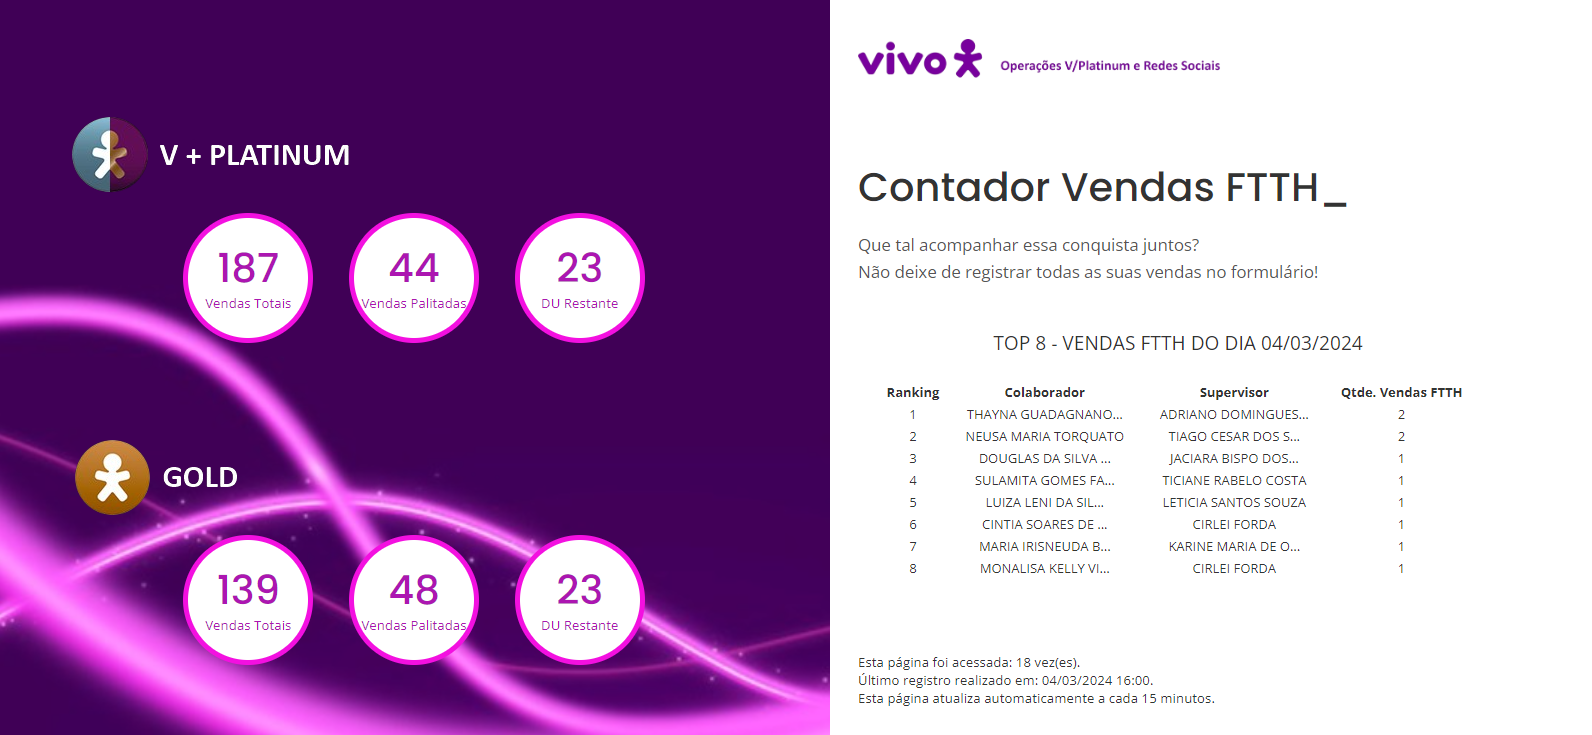 V + PLATINUM
187
Vendas Totais
44
Vendas Palitadas
23
DU Restante
GOLD
139
Vendas Totais
48
Vendas Palitadas
23
DU Restante
vivo Operações V/Platinum e Redes Sociais
Contador Vendas FTTH_
Que tal acompanhar essa conquista juntos?
Não deixe de registrar todas as suas vendas no formulário!
TOP 8 - VENDAS FTTH DO DIA 04/03/2024
Ranking Colaborador Supervisor Qtde. Vendas FTTH
1 THAYNA GUADAGNANO... ADRIANO DOMINGUES... 2
2 NEUSA MARIA TORQUATO TIAGO CESAR DOS S... 2
3 DOUGLAS DA SILVA ... JACIARA BISPO DOS... 1
4 SULAMITA GOMES FA... TICIANE RABELO COSTA 1
5 LUIZA LENI DA SIL... LETICIA SANTOS SOUZA 1
6 CINTIA SOARES DE ... CIRLEI FORDA 1
7 MARIA IRISNEUDA B... KARINE MARIA DE O... 1
8 MONALISA KELLY VI... CIRLEI FORDA 1
Esta página foi acessada: 18 vez(es).
Último registro realizado em: 04/03/2024 16:00.
Esta página atualiza automaticamente a cada 15 minutos.